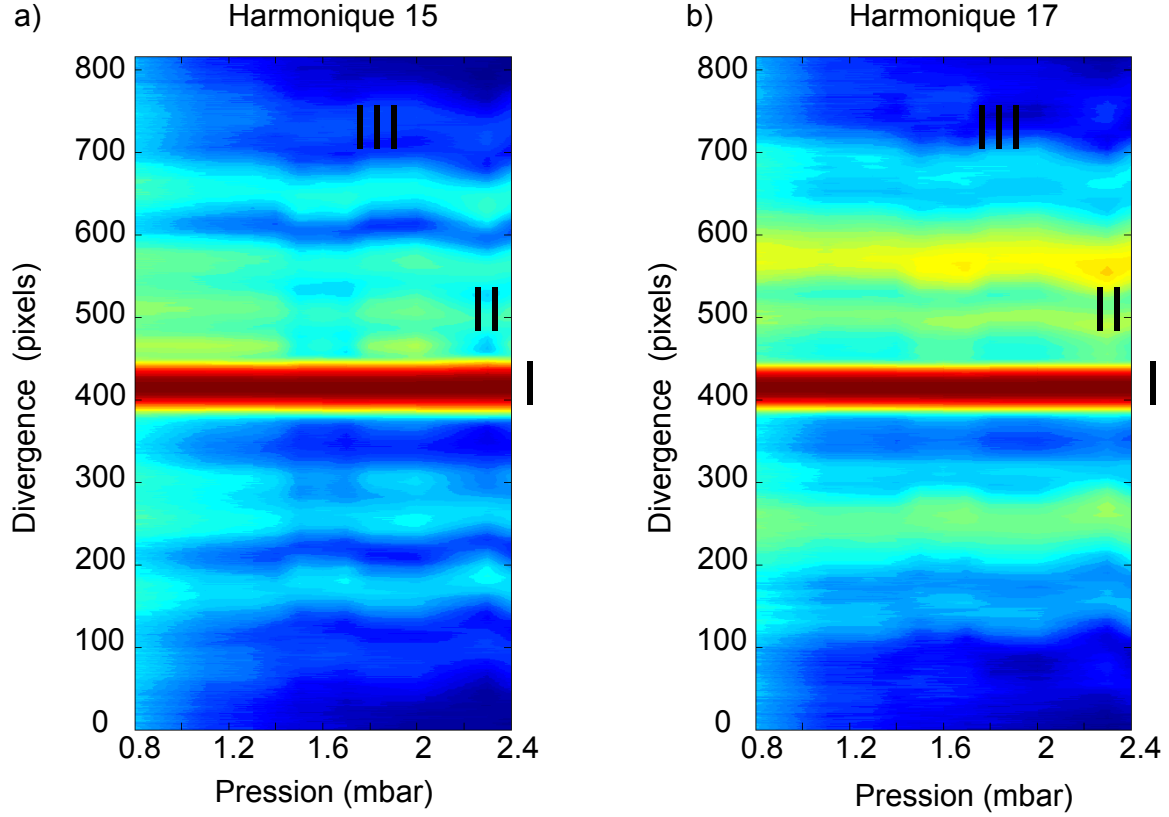 a)
Harmonique 15
800
700
600
500
400
300
200
100
0
0.8
1.2
1.6
2
2.4
Divergence (pixels)
Pression (mbar)
III
II
I
b)
Harmonique 17
800
700
600
500
400
300
200
100
0
0.8
1.2
1.6
2
2.4
Divergence (pixels)
Pression (mbar)
III
II
I